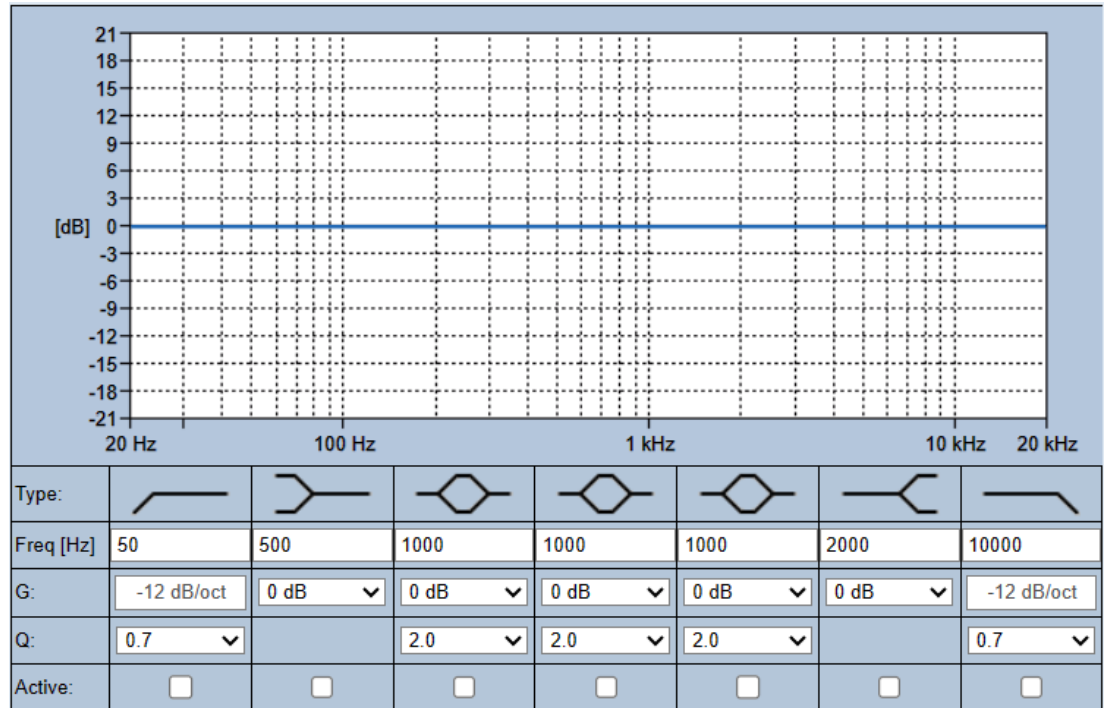 21
18
15
12
9
6
3
[dB] 0
-3
-6
-9
-12
-15
-18
-21
20 Hz 100 Hz 1 kHz 10 kHz 20 kHz
Type:
Freq [Hz] 50 500 1000 1000 1000 2000 10000
G: -12 dB/oct 0 dB 0 dB 0 dB 0 dB 0 dB -12 dB/oct
Q: 0.7 2.0 2.0 2.0 0.7
Active: